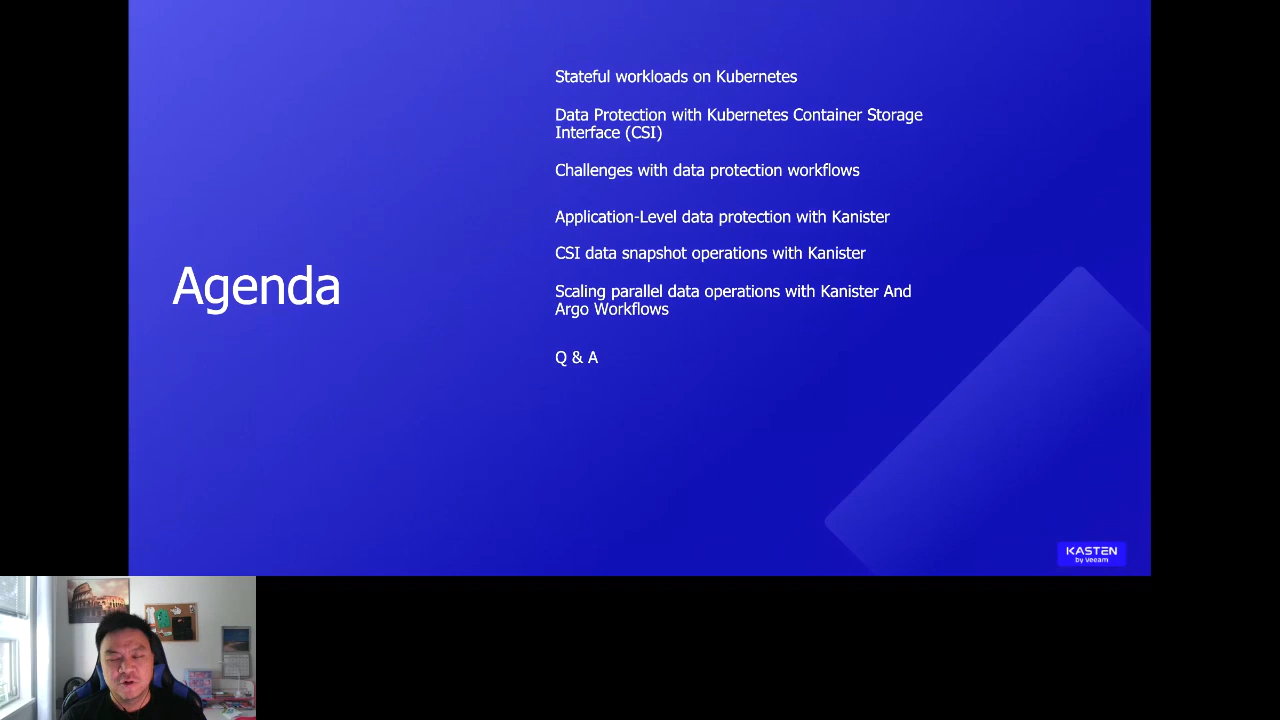 Agenda
Stateful workloads on Kubernetes
Data Protection with Kubernetes Container Storage
Interface (CSI)
Challenges with data protection workflows
Application-Level data protection with Kanister
CSI data snapshot operations with Kanister
Scaling parallel data operations with Kanister And
Argo Workflows
Q & A
KASTEN
by veeam